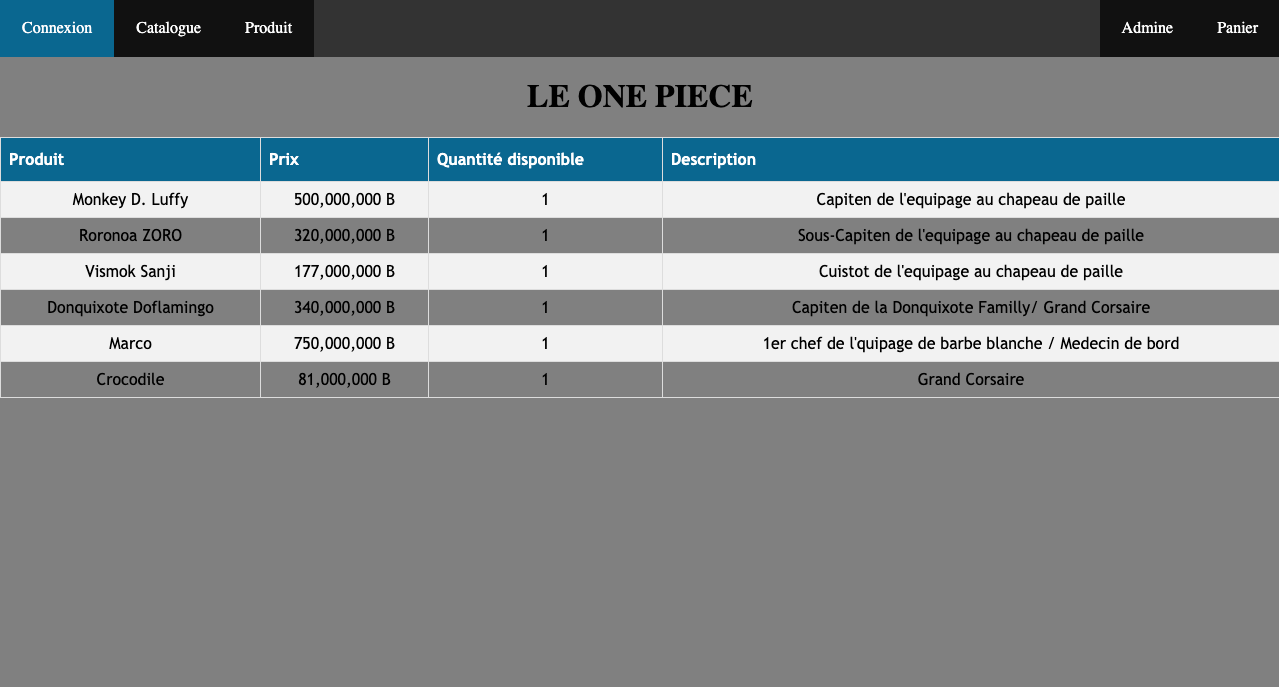 Connexion Catalogue Produit Admine Panier
LE ONE PIECE
Produit Prix Quantité disponible Description
Monkey D. Luffy 500,000,000 B 1 Capiten de l'equipage au chapeau de paille
Roronoa ZORO 320,000,000 B 1 Sous-Capiten de l'equipage au chapeau de paille
Vismok Sanji 177,000,000 B 1 Cuistot de l'equipage au chapeau de paille
Donquixote Doflamingo 340,000,000 B 1 Capiten de la Donquixote Familly/ Grand Corsaire
Marco 750,000,000 B 1 1er chef de l'quipage de barbe blanche / Medecin de bord
Crocodile 81,000,000 B 1 Grand Corsaire